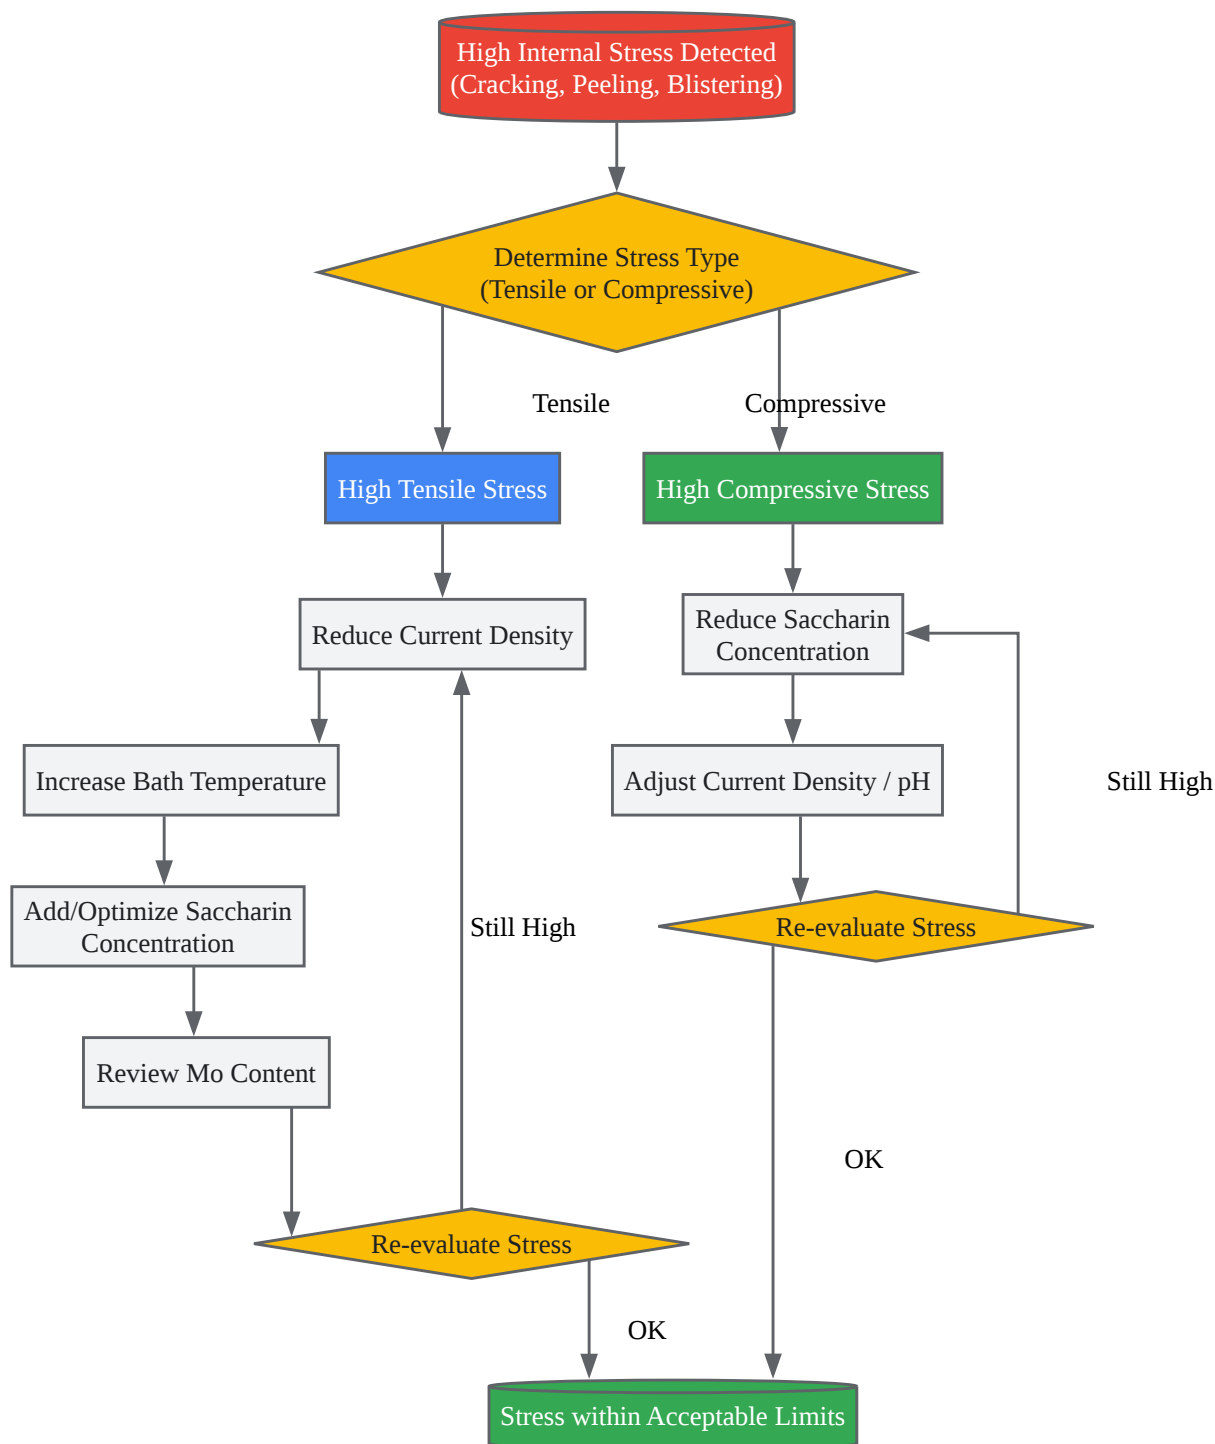 High Internal Stress Detected
(Cracking, Peeling, Blistering)
Determine Stress Type
(Tensile or Compressive)
Tensile
Compressive
High Tensile Stress
High Compressive Stress
Reduce Current Density
Reduce Saccharin
Concentration
Increase Bath Temperature
Adjust Current Density / pH
Still High
Add/Optimize Saccharin
Concentration
Still High
Re-evaluate Stress
Review Mo Content
OK
Re-evaluate Stress
OK
Stress within Acceptable Limits